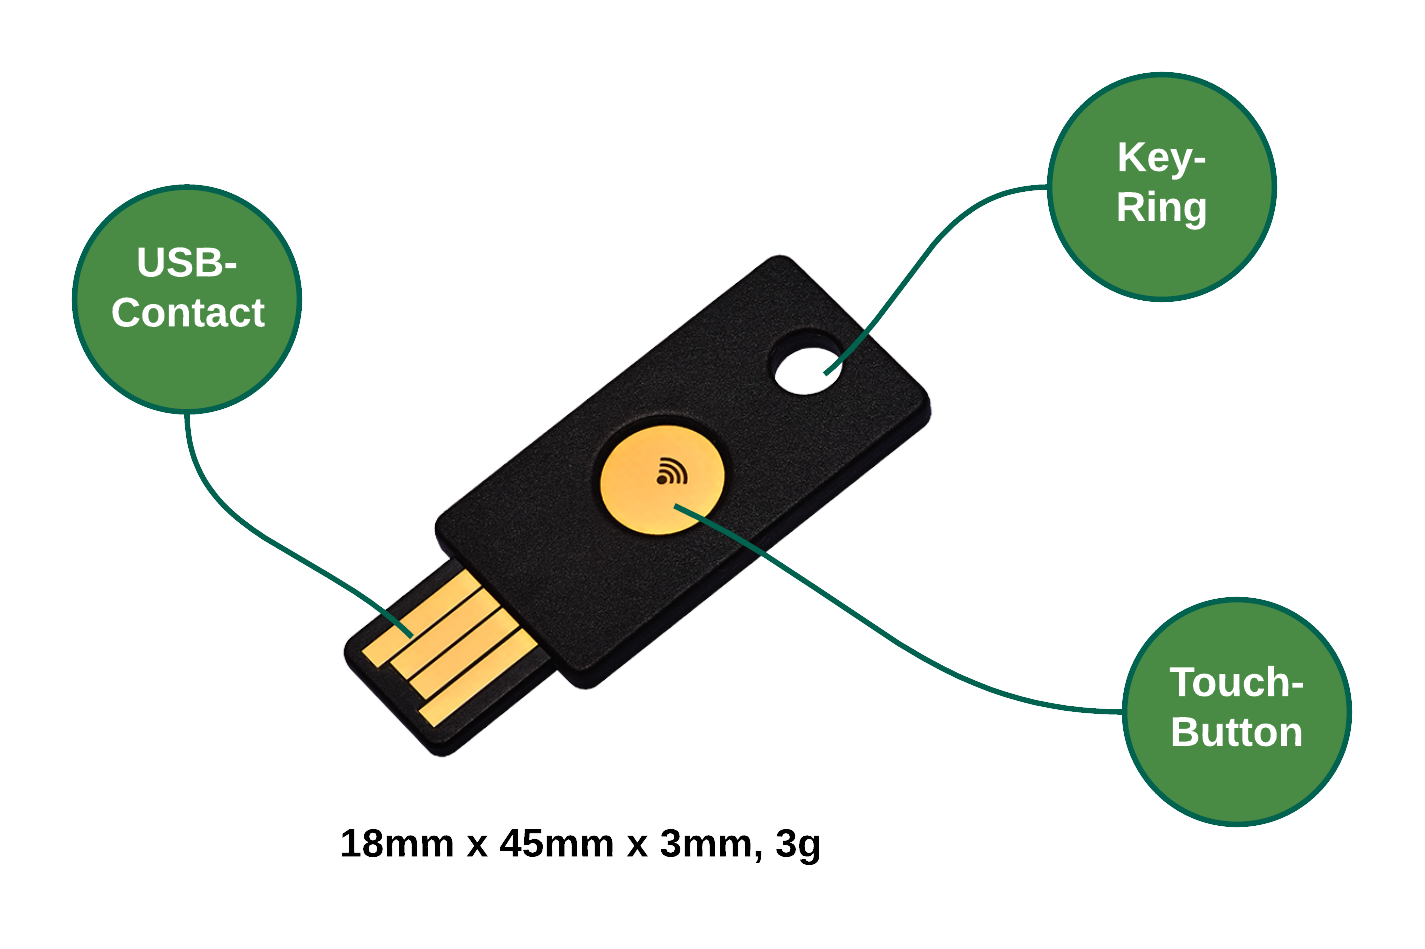 Key-
Ring
USB-
Contact
Touch-
Button
18mm x 45mm x 3mm, 3g